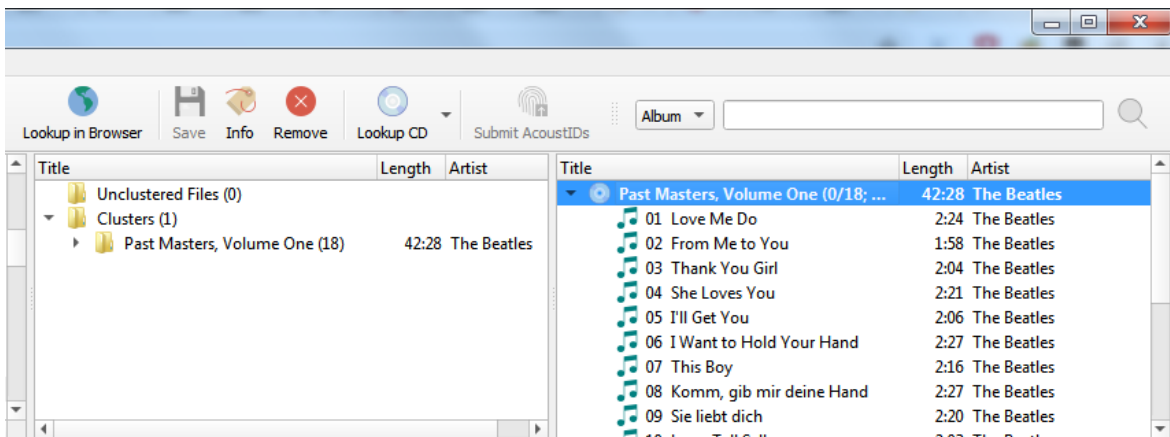 Lookup in Browser Save Info Remove Lookup CD Submit AcoustIDs Album
Title Length Artist
Unclustered Files (0)
Clusters (1)
Past Masters, Volume One (18) 42:28 The Beatles
Title Length Artist
Past Masters, Volume One (0/18; ... 42:28 The Beatles
01 Love Me Do 2:24 The Beatles
02 From Me to You 1:58 The Beatles
03 Thank You Girl 2:04 The Beatles
04 She Loves You 2:21 The Beatles
05 I'll Get You 2:06 The Beatles
06 I Want to Hold Your Hand 2:27 The Beatles
07 This Boy 2:16 The Beatles
08 Komm, gib mir deine Hand 2:27 The Beatles
09 Sie liebt dich 2:20 The Beatles